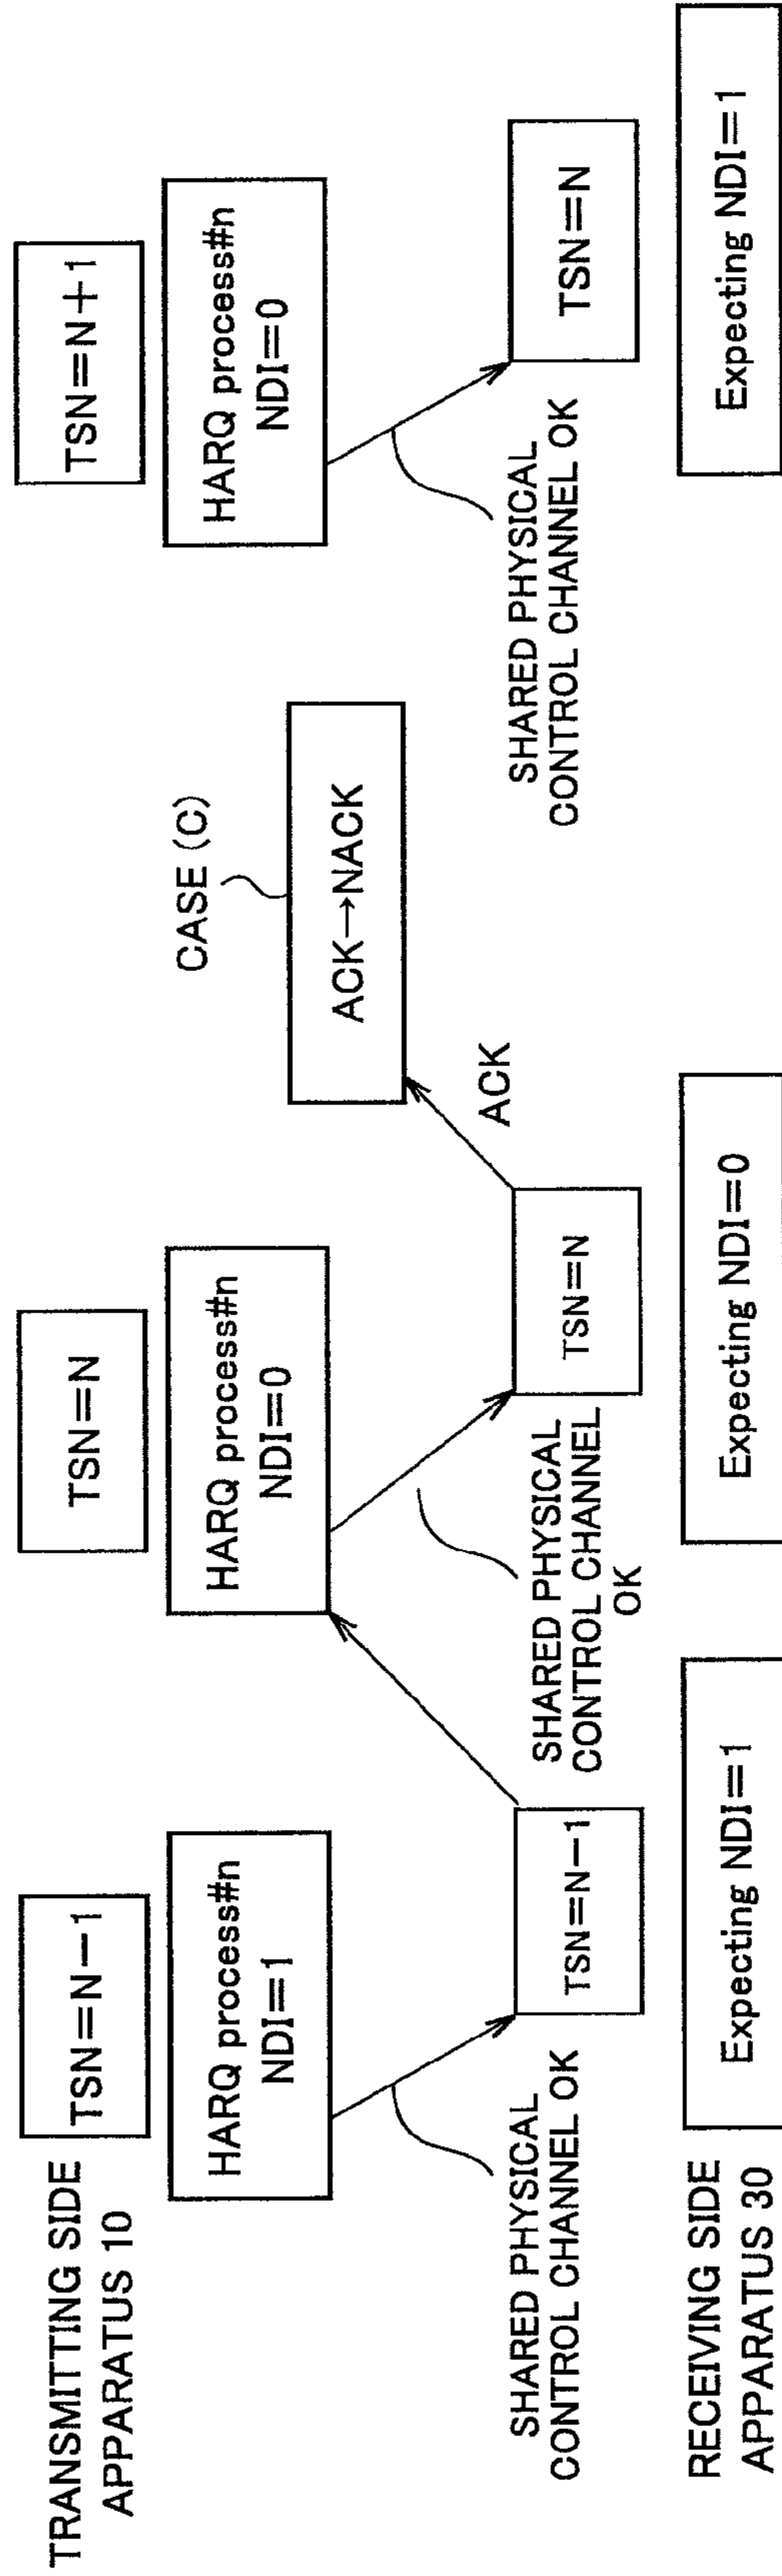 TRANSMITTING SIDE
APPARATUS 10
TSN=N−1
HARQ process#n
NDI=1
SHARED PHYSICAL
CONTROL CHANNEL OK
TSN=N−1
RECEIVING SIDE
APPARATUS 30
Expecting NDI=1
TSN=N
HARQ process#n
NDI=0
SHARED PHYSICAL
CONTROL CHANNEL
OK
TSN=N
Expecting NDI=0
ACK
CASE (C)
ACK→NACK
TSN=N+1
HARQ process#n
NDI=0
SHARED PHYSICAL
CONTROL CHANNEL OK
TSN=N
Expecting NDI=1